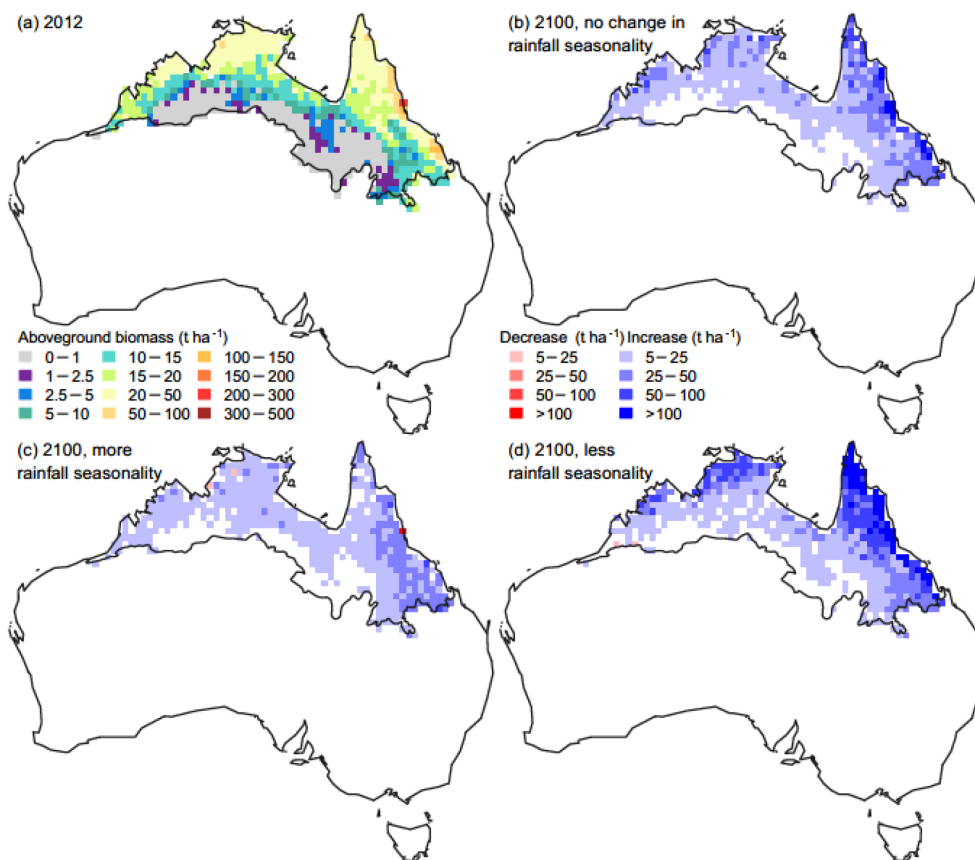 (a) 2012
(b) 2100, no change in
rainfall seasonality
Aboveground biomass (t ha⁻¹)
0−1
10−15
100−150
1−2.5
15−20
150−200
2.5−5
20−50
200−300
5−10
50−100
300−500
Decrease (t ha⁻¹) Increase (t ha⁻¹)
5−25
5−25
25−50
25−50
50−100
50−100
>100
>100
(c) 2100, more
rainfall seasonality
(d) 2100, less
rainfall seasonality